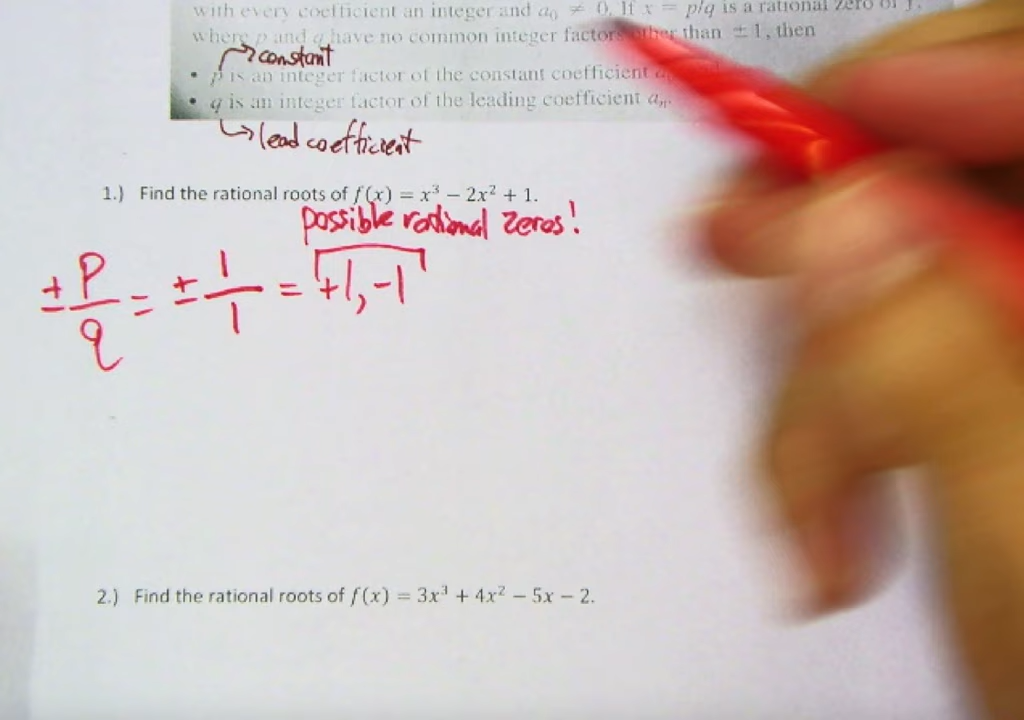 with every coefficient an integer and a₀ ≠ 0. If x = p/q is a rational zero of f,
where p and q have no common integer factors other than ±1, then
→ constant
• p is an integer factor of the constant coefficient a
• q is an integer factor of the leading coefficient aₙ.
→ lead coefficient
1.) Find the rational roots of f(x) = x³ − 2x² + 1.
possible rational zeros!
± p/q = ± 1/1 = +1, -1
2.) Find the rational roots of f(x) = 3x³ + 4x² − 5x − 2.